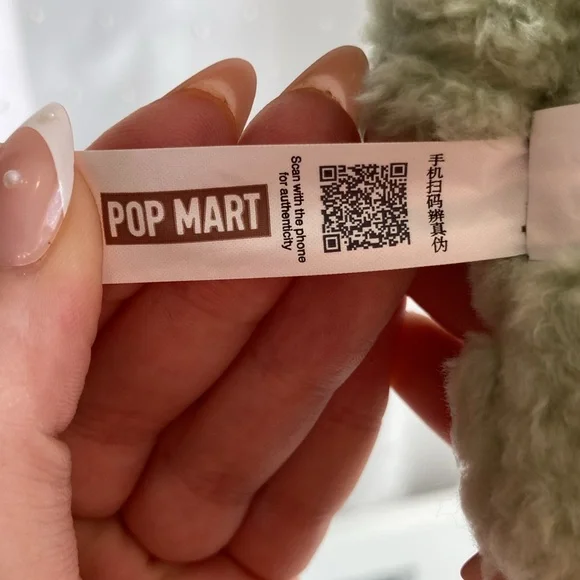 POP MART
Scan with the phone
for authenticity
手机扫码辨真伪